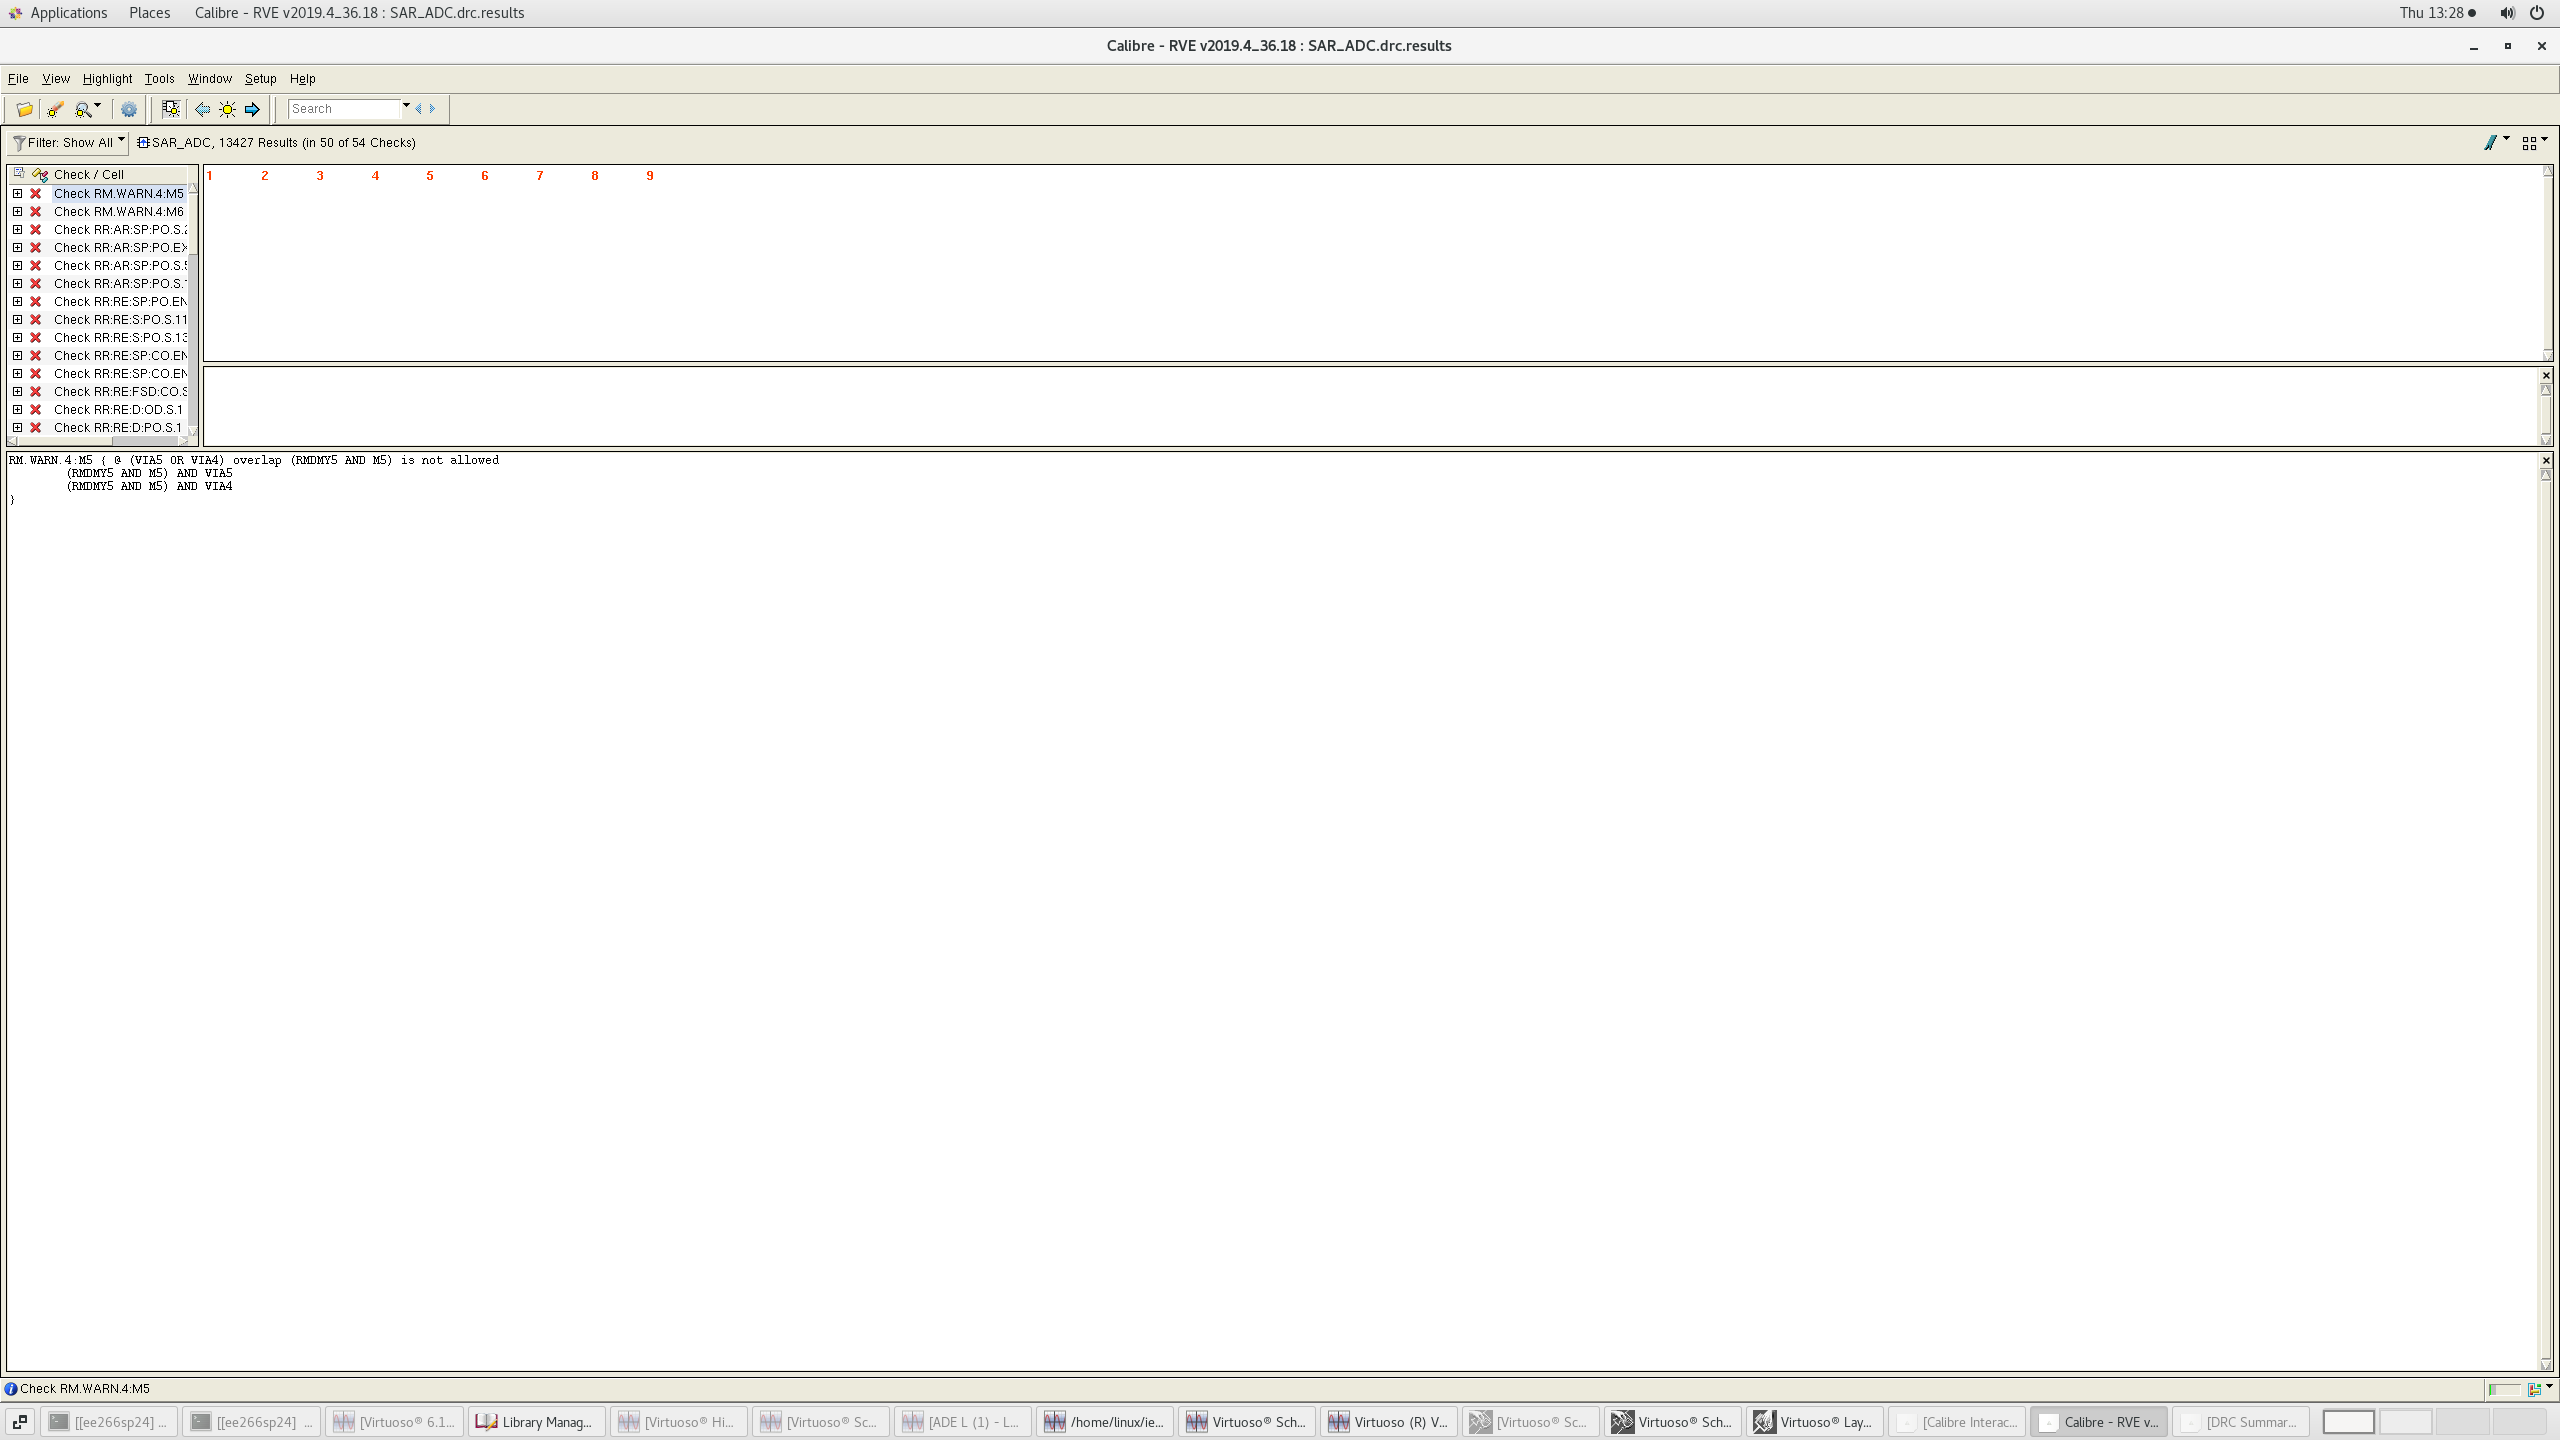 Applications Places Calibre - RVE v2019.4_36.18 : SAR_ADC.drc.results Thu 13:28
Calibre - RVE v2019.4_36.18 : SAR_ADC.drc.results
File View Highlight Tools Window Setup Help
Search
Filter: Show All SAR_ADC, 13427 Results (in 50 of 54 Checks)
Check / Cell
Check RM.WARN.4:M5
Check RM.WARN.4:M6
Check RR:AR:SP:PO.S.2
Check RR:AR:SP:PO.EX
Check RR:AR:SP:PO.S.5
Check RR:AR:SP:PO.S.
Check RR:RE:SP:PO.EN
Check RR:RE:S:PO.S.11
Check RR:RE:S:PO.S.13
Check RR:RE:SP:CO.EN
Check RR:RE:SP:CO.EN
Check RR:RE:FSD:CO.S
Check RR:RE:D:OD.S.1
Check RR:RE:D:PO.S.1
1 2 3 4 5 6 7 8 9
RM.WARN.4:M5 { @ (VIA5 OR VIA4) overlap (RMDMY5 AND M5) is not allowed
(RMDMY5 AND M5) AND VIA5
(RMDMY5 AND M5) AND VIA4
}
Check RM.WARN.4:M5
[[ee266sp24] ... [[ee266sp24] ... [Virtuoso® 6.1... Library Manag... [Virtuoso® Hi... [Virtuoso® Sc... [ADE L (1) - L... /home/linux/ie... Virtuoso® Sch... Virtuoso (R) V... [Virtuoso® Sc... Virtuoso® Sch... Virtuoso® Lay... [Calibre Interac... Calibre - RVE v... [DRC Summar...